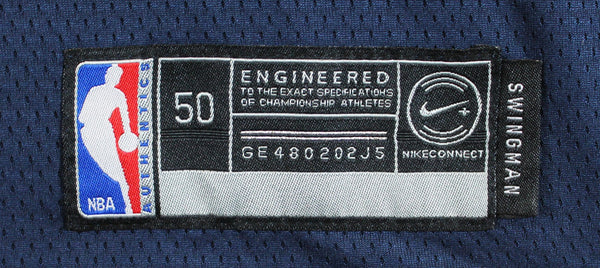 NBA
AUTHENTICS
50
ENGINEERED
TO THE EXACT SPECIFICATIONS
OF CHAMPIONSHIP ATHLETES
GE480202J5
NIKECONNECT
SWINGMAN